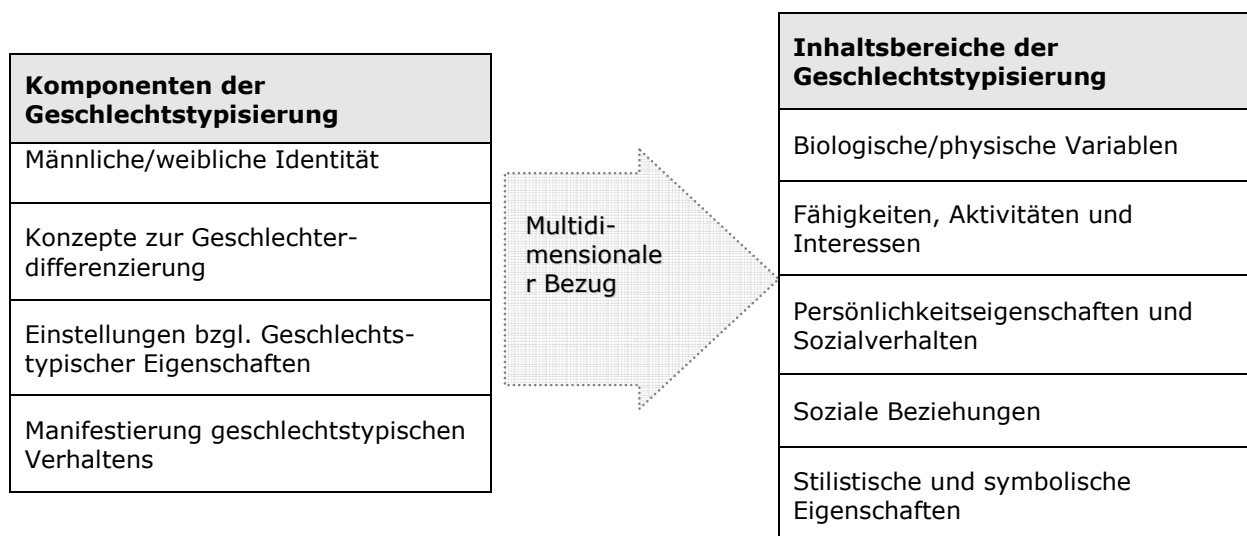 Komponenten der
Geschlechtstypisierung
Männliche/weibliche Identität
Konzepte zur Geschlechter-
differenzierung
Einstellungen bzgl. Geschlechts-
typischer Eigenschaften
Manifestierung geschlechtstypischen
Verhaltens
Multidi-
mensionale
r Bezug
Inhaltsbereiche der
Geschlechtstypisierung
Biologische/physische Variablen
Fähigkeiten, Aktivitäten und
Interessen
Persönlichkeitseigenschaften und
Sozialverhalten
Soziale Beziehungen
Stilistische und symbolische
Eigenschaften